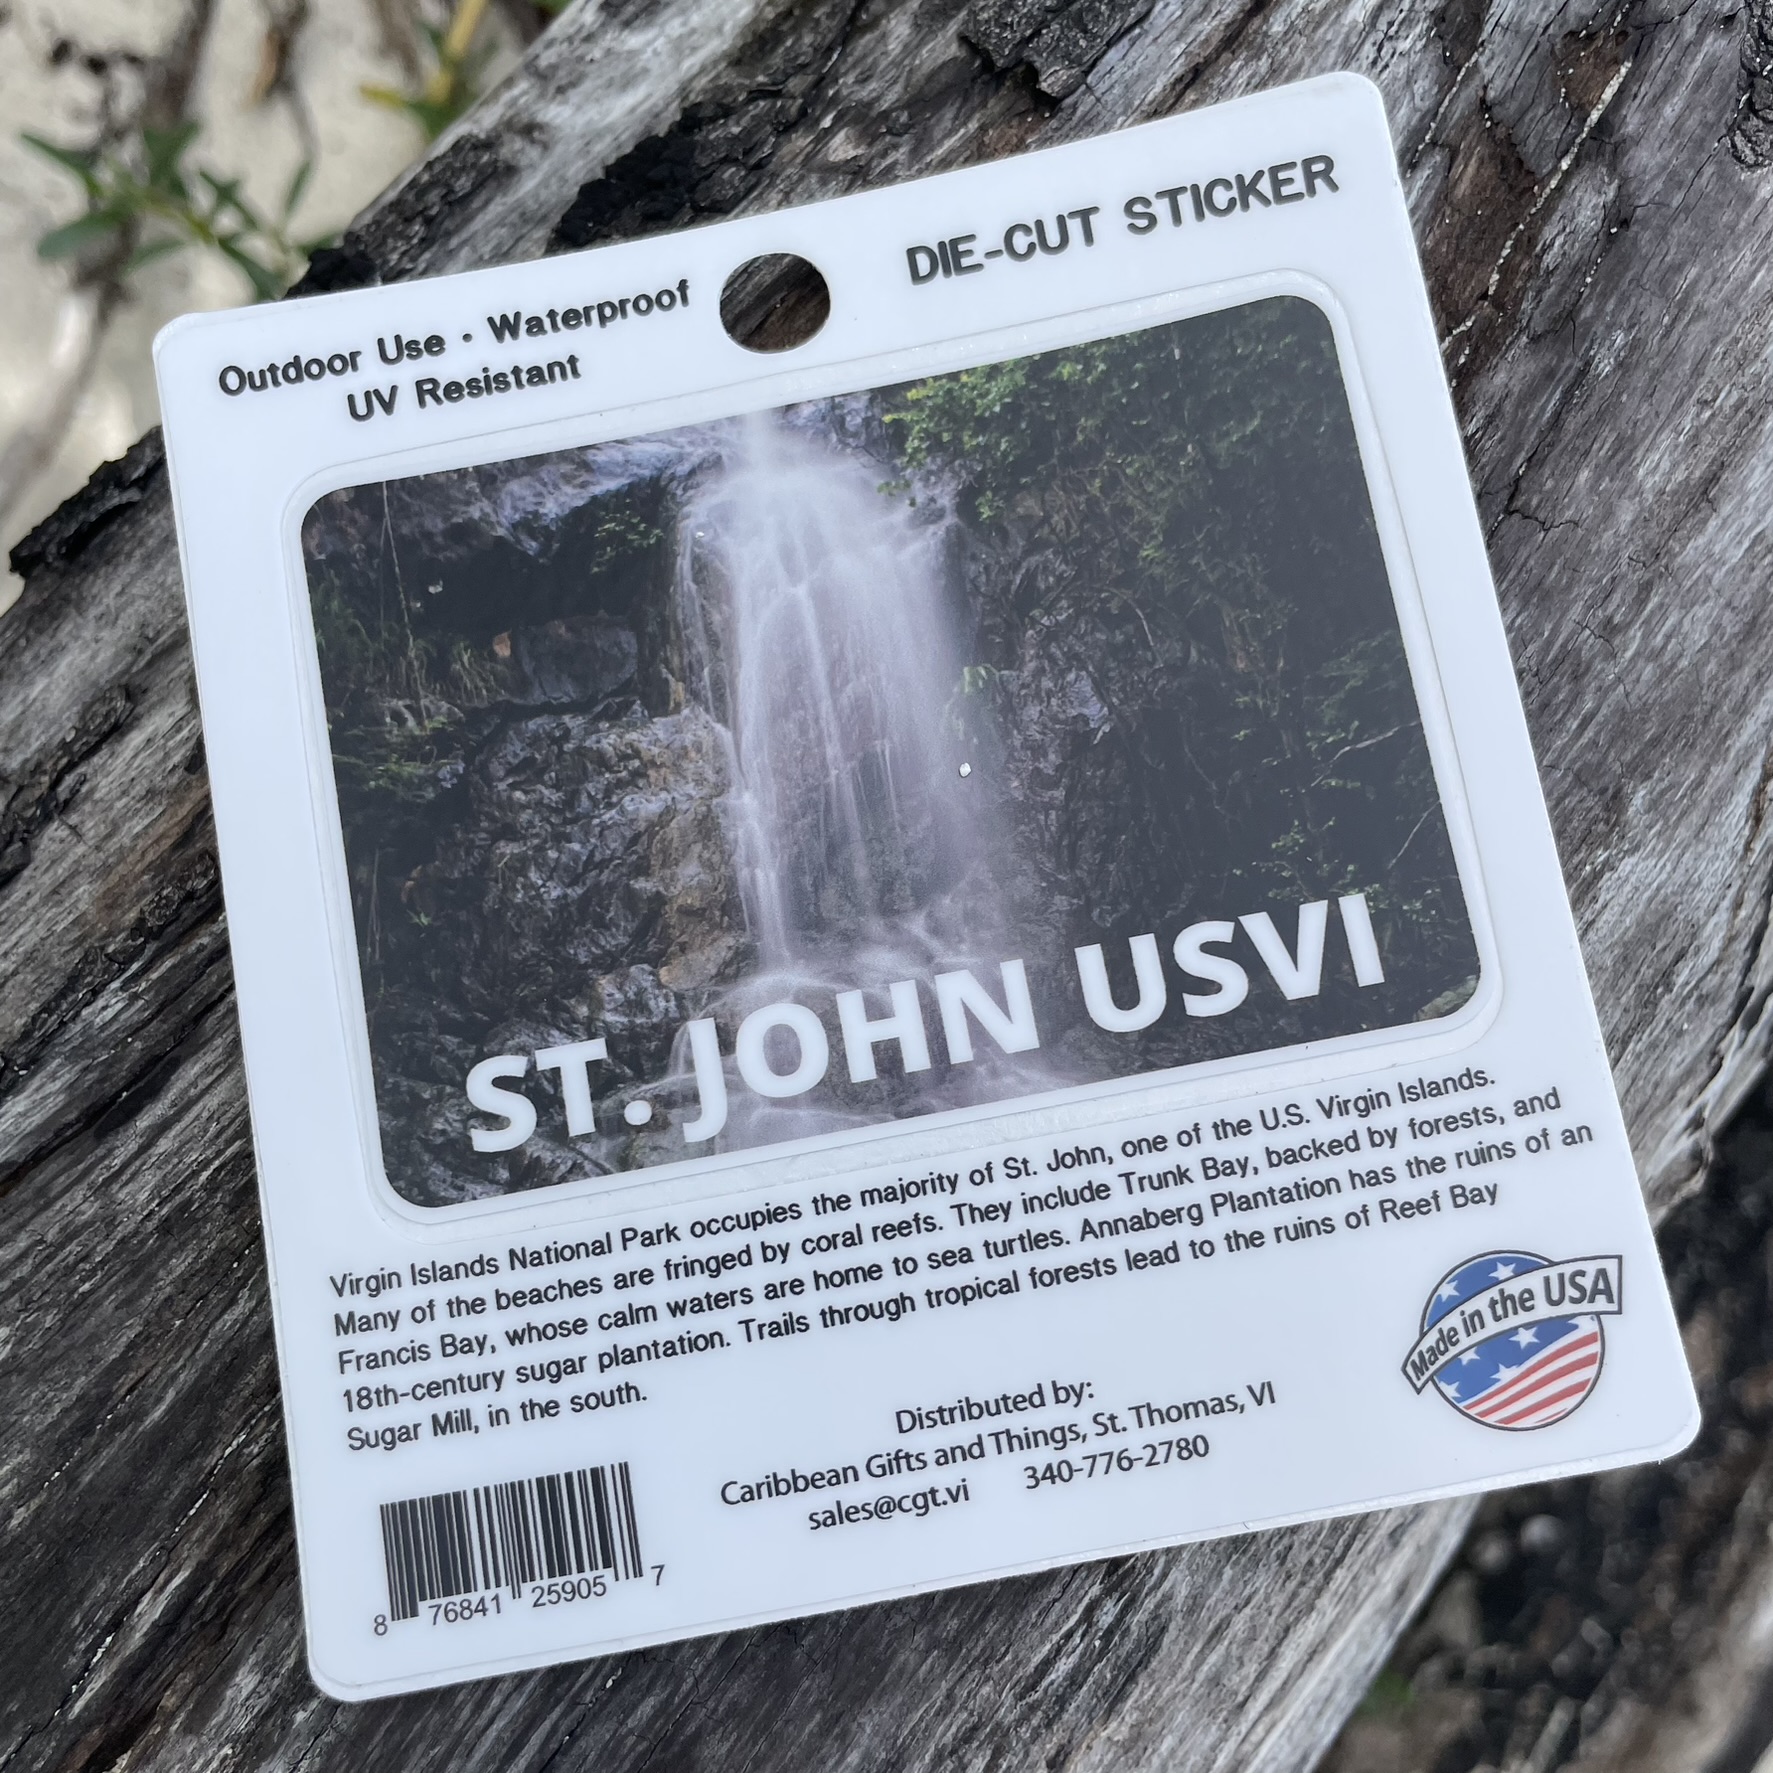 Outdoor Use • Waterproof
UV Resistant
DIE-CUT STICKER
ST. JOHN USVI
Virgin Islands National Park occupies the majority of St. John, one of the U.S. Virgin Islands.
Many of the beaches are fringed by coral reefs. They include Trunk Bay, backed by forests, and
Francis Bay, whose calm waters are home to sea turtles. Annaberg Plantation has the ruins of an
18th-century sugar plantation. Trails through tropical forests lead to the ruins of Reef Bay
Sugar Mill, in the south.
Made in the USA
Distributed by:
Caribbean Gifts and Things, St. Thomas, VI
sales@cgt.vi 340-776-2780
8 76841 25905 7